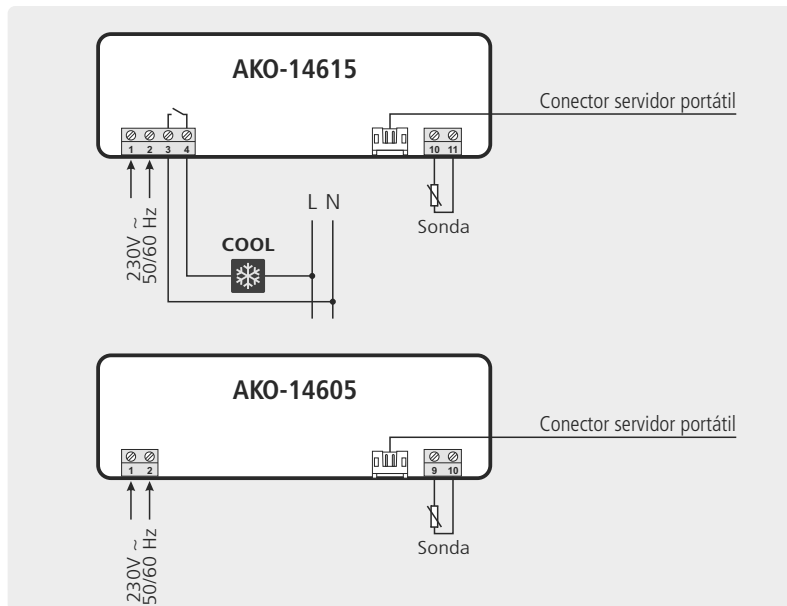 AKO-14615
Conector servidor portátil
1 2 3 4
10 11
230V ~
50/60 Hz
L N
COOL
Sonda
AKO-14605
Conector servidor portátil
1 2
9 10
230V ~
50/60 Hz
Sonda